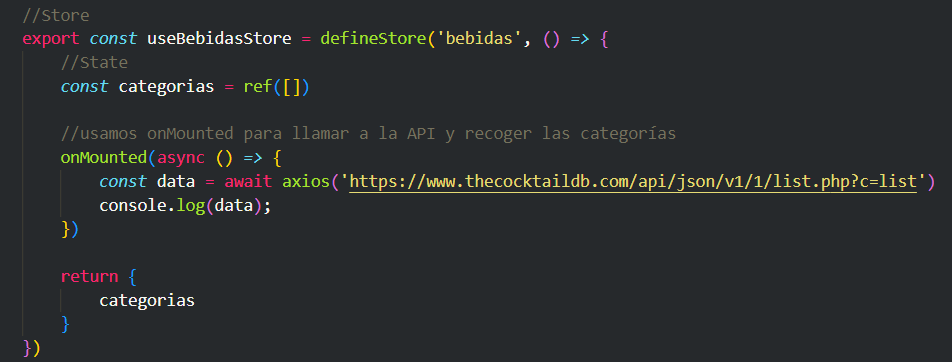 //Store
export const useBebidasStore = defineStore('bebidas', () => {
    //State
    const categorias = ref([])

    //usamos onMounted para llamar a la API y recoger las categorías
    onMounted(async () => {
        const data = await axios('https://www.thecocktaildb.com/api/json/v1/1/list.php?c=list')
        console.log(data);
    })

    return {
        categorias
    }
})